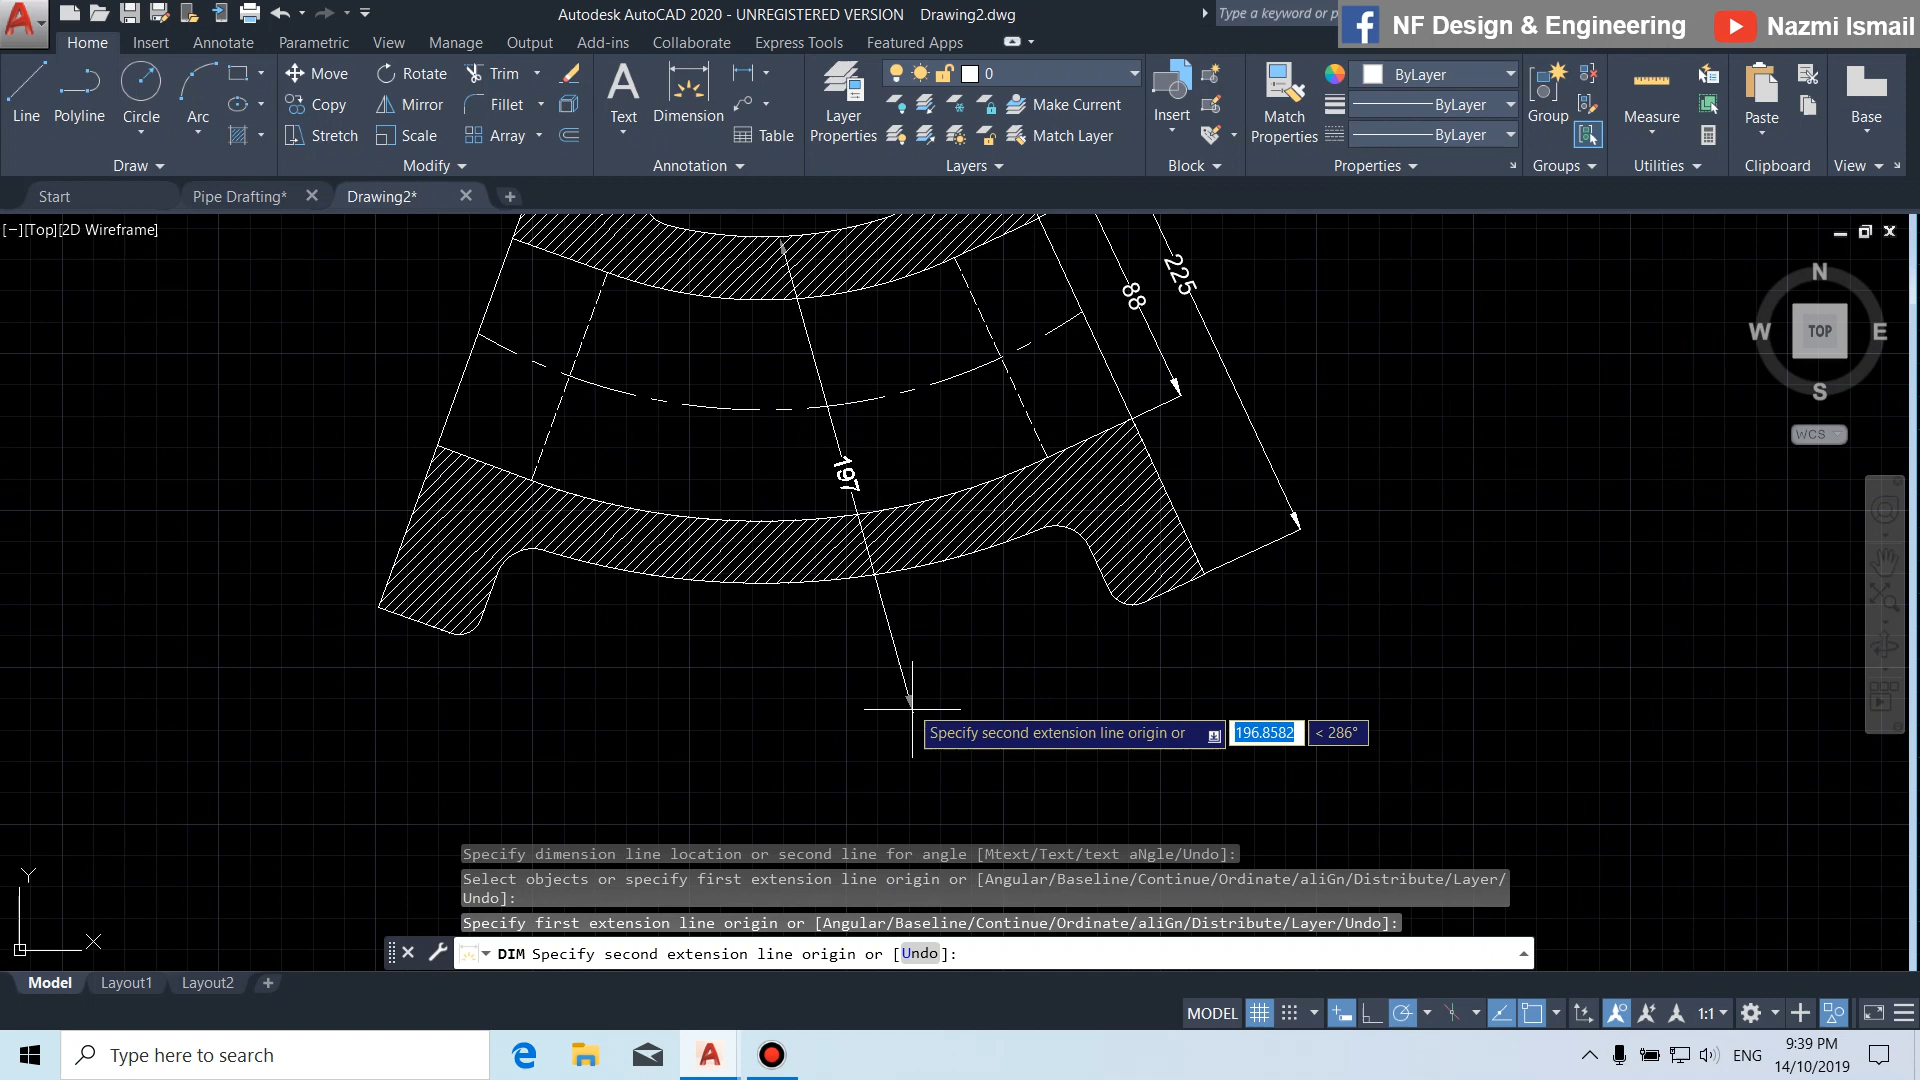 Autodesk AutoCAD 2020 - UNREGISTERED VERSION Drawing2.dwg
Type a keyword or p
NF Design & Engineering
Nazmi Ismail
Home Insert Annotate Parametric View Manage Output Add-ins Collaborate Express Tools Featured Apps
Line Polyline Circle Arc
Move Rotate Trim
Copy Mirror Fillet
Stretch Scale Array
Text Dimension Table
Layer Properties
0
Make Current
Match Layer
Insert
Match Properties
ByLayer
ByLayer
ByLayer
Group
Measure
Paste
Base
Draw Modify Annotation Layers Block Properties Groups Utilities Clipboard View
Start Pipe Drafting* Drawing2*
[−][Top][2D Wireframe]
N
W TOP E
S
WCS
225
88
197
Specify second extension line origin or 196.8582 < 286°
Y
X
Specify dimension line location or second line for angle [Mtext/Text/text aNgle/Undo]:
Select objects or specify first extension line origin or [Angular/Baseline/Continue/Ordinate/aliGn/Distribute/Layer/
Undo]:
Specify first extension line origin or [Angular/Baseline/Continue/Ordinate/aliGn/Distribute/Layer/Undo]:
DIM Specify second extension line origin or [Undo]:
Model Layout1 Layout2
MODEL 1:1
Type here to search
ENG
9:39 PM
14/10/2019